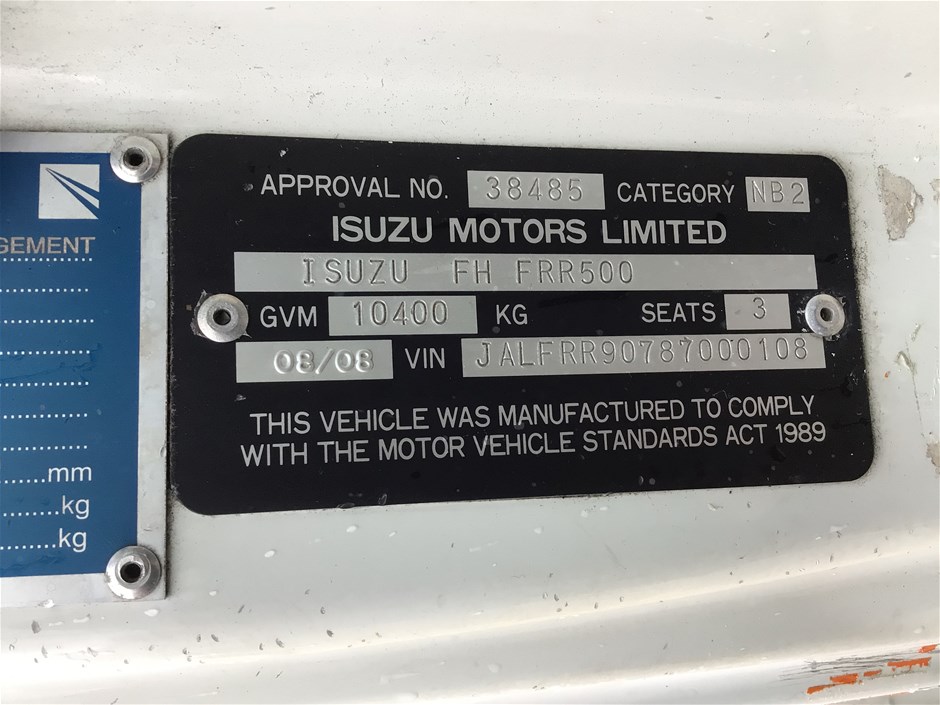 APPROVAL NO. 38485 CATEGORY NB2
ISUZU MOTORS LIMITED
ISUZU FH FRR500
GVM 10400 KG SEATS 3
08/08 VIN JALFRR90787000108
THIS VEHICLE WAS MANUFACTURED TO COMPLY
WITH THE MOTOR VEHICLE STANDARDS ACT 1989
GEMENT
mm
kg
kg